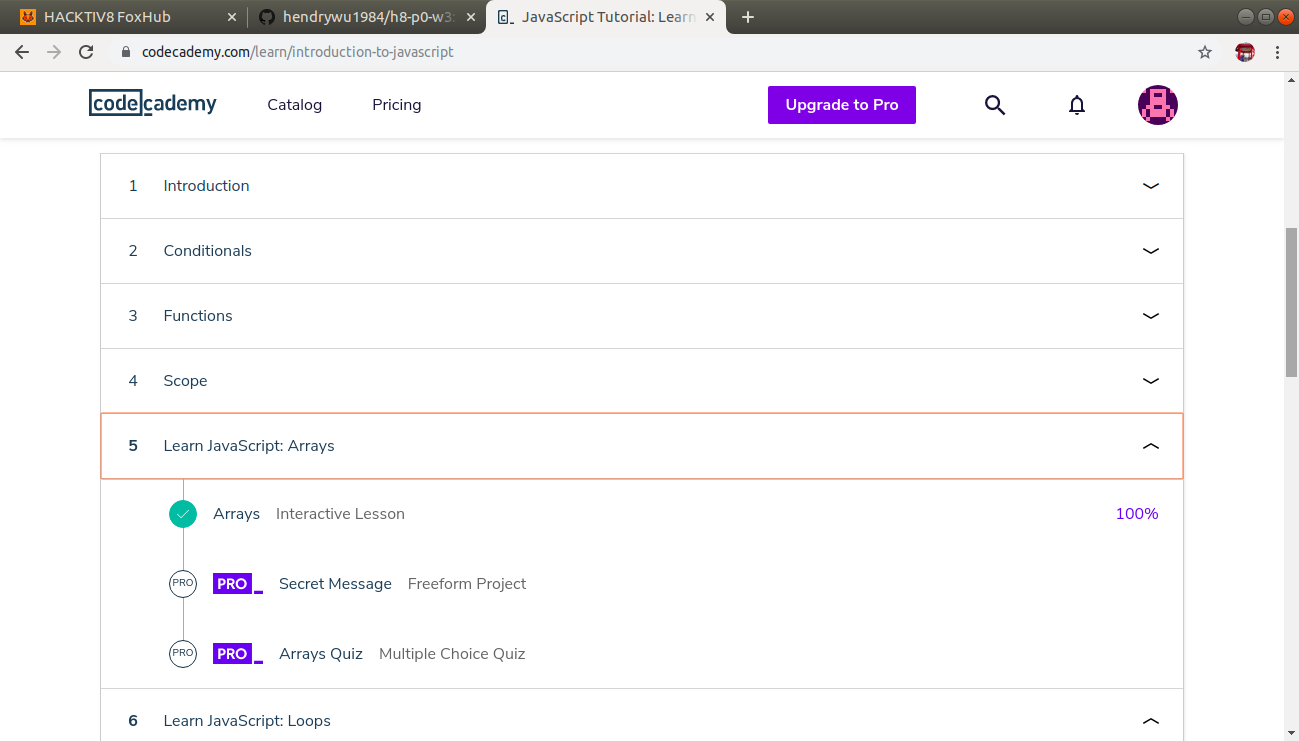 HACKTIV8 FoxHub
hendrywu1984/h8-p0-w3
JavaScript Tutorial: Learn
codecademy.com/learn/introduction-to-javascript
codecademy Catalog Pricing Upgrade to Pro
1 Introduction
2 Conditionals
3 Functions
4 Scope
5 Learn JavaScript: Arrays
Arrays Interactive Lesson 100%
PRO PRO_ Secret Message Freeform Project
PRO PRO_ Arrays Quiz Multiple Choice Quiz
6 Learn JavaScript: Loops